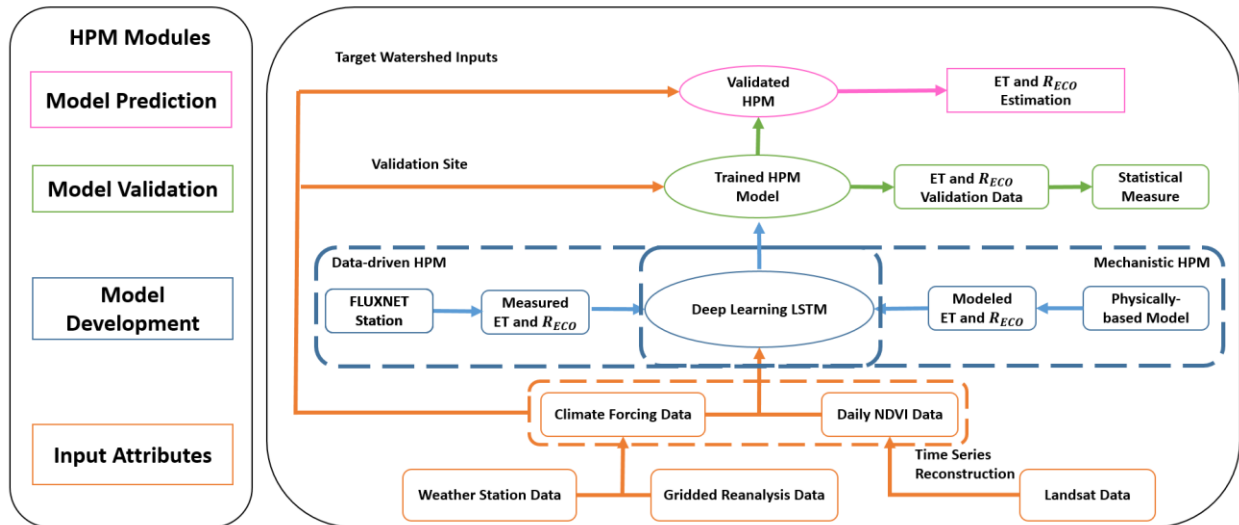 HPM Modules
Model Prediction
Model Validation
Model
Development
Input Attributes
Target Watershed Inputs
Validated
HPM
ET and R_ECO
Estimation
Validation Site
Trained HPM
Model
ET and R_ECO
Validation Data
Statistical
Measure
Data-driven HPM
Mechanistic HPM
FLUXNET
Station
Measured
ET and R_ECO
Deep Learning LSTM
Modeled
ET and R_ECO
Physically-
based Model
Climate Forcing Data
Daily NDVI Data
Time Series
Reconstruction
Weather Station Data
Gridded Reanalysis Data
Landsat Data